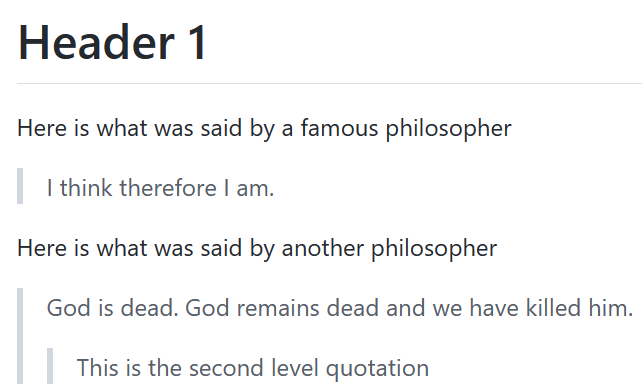 Header 1
Here is what was said by a famous philosopher
I think therefore I am.
Here is what was said by another philosopher
God is dead. God remains dead and we have killed him.
This is the second level quotation